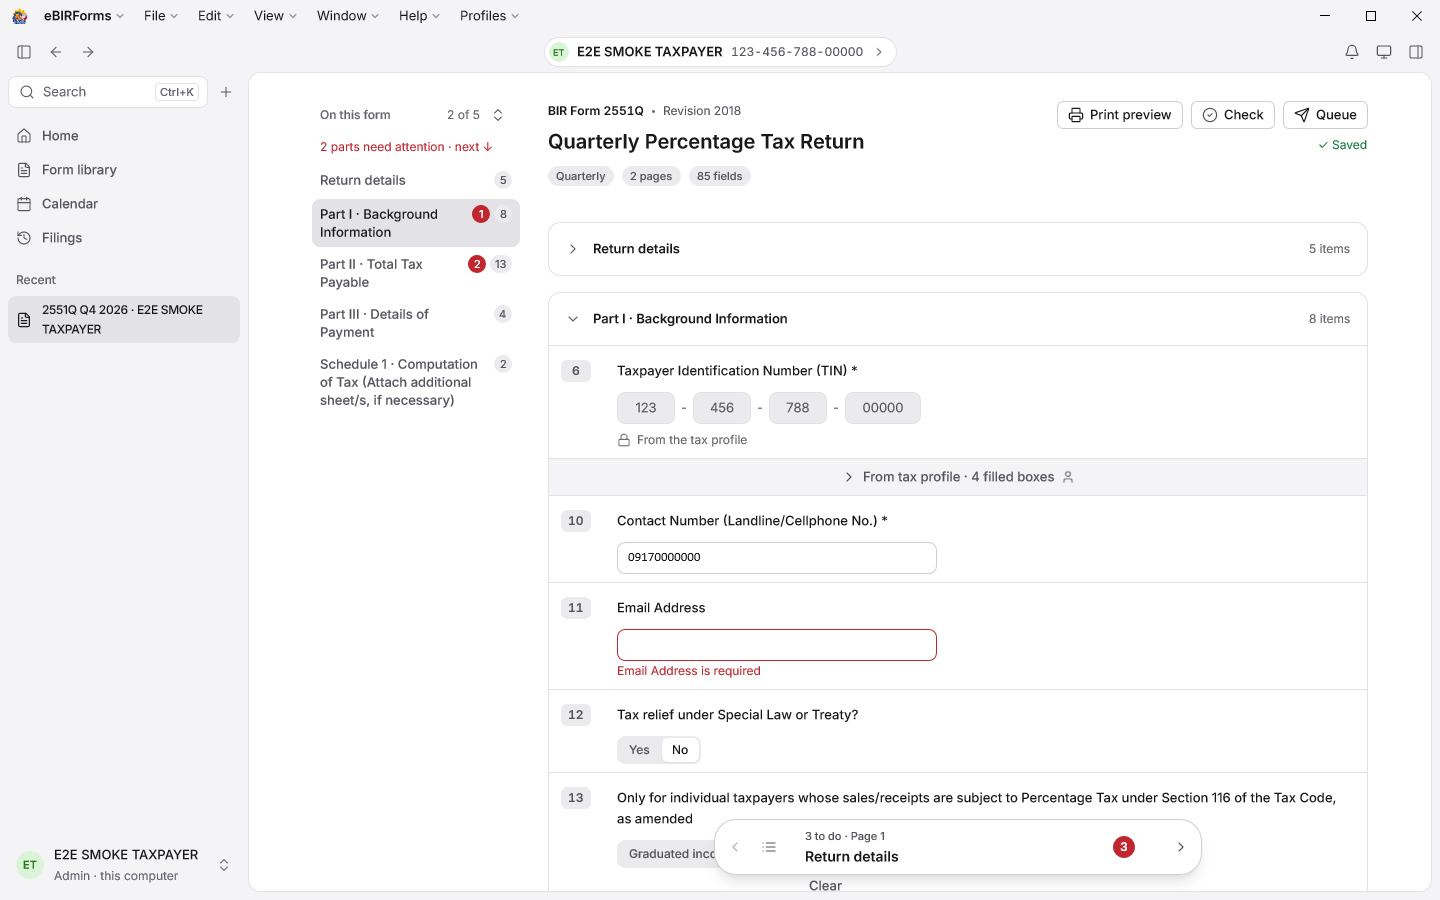 eBIRForms File Edit View Window Help Profiles
ET E2E SMOKE TAXPAYER 123-456-788-00000
Search Ctrl+K
Home
Form library
Calendar
Filings
Recent
2551Q Q4 2026 · E2E SMOKE
TAXPAYER
ET
E2E SMOKE TAXPAYER
Admin · this computer
On this form 2 of 5
2 parts need attention · next ↓
Return details 5
Part I · Background
Information
1 8
Part II · Total Tax
Payable
2 13
Part III · Details of
Payment
4
Schedule 1 · Computation
of Tax (Attach additional
sheet/s, if necessary)
2
BIR Form 2551Q • Revision 2018
Quarterly Percentage Tax Return
Quarterly 2 pages 85 fields
Print preview Check Queue
✓ Saved
Return details 5 items
Part I · Background Information 8 items
6 Taxpayer Identification Number (TIN) *
123 - 456 - 788 - 00000
From the tax profile
From tax profile · 4 filled boxes
10 Contact Number (Landline/Cellphone No.) *
09170000000
11 Email Address
Email Address is required
12 Tax relief under Special Law or Treaty?
Yes No
13 Only for individual taxpayers whose sales/receipts are subject to Percentage Tax under Section 116 of the Tax Code,
as amended
Graduated
3 to do · Page 1
Return details
3
Clear